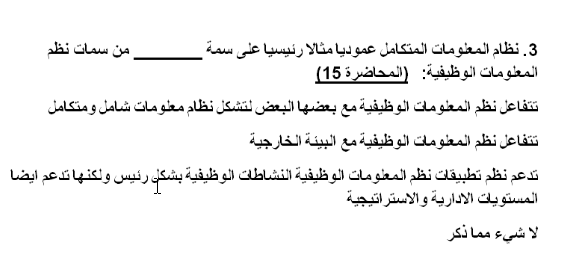 3. نظام المعلومات المتكامل عموديا مثالا رئيسيا على سمة ________ من سمات نظم
المعلومات الوظيفية: (المحاضرة 15)
تتفاعل نظم المعلومات الوظيفية مع بعضها البعض لتشكل نظام معلومات شامل ومتكامل
تتفاعل نظم المعلومات الوظيفية مع البيئة الخارجية
تدعم نظم تطبيقات نظم المعلومات الوظيفية النشاطات الوظيفية بشكل رئيس ولكنها تدعم ايضا
المستويات الادارية والاستراتيجية
لا شيء مما ذكر